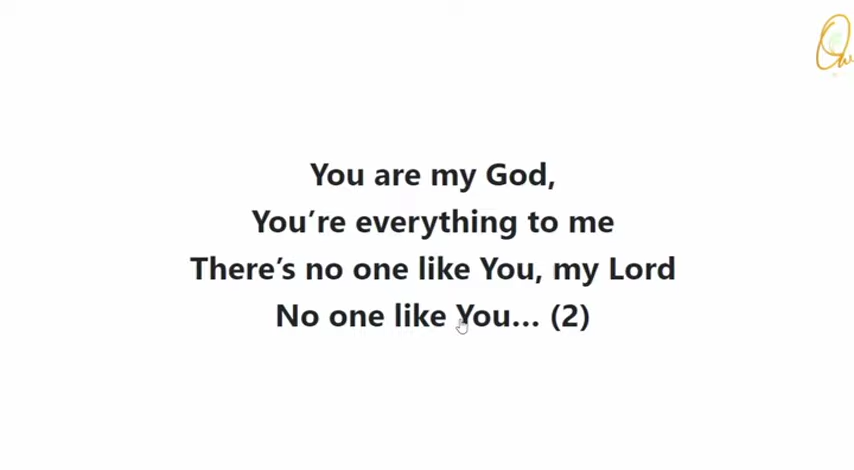 You are my God,
You’re everything to me
There’s no one like You, my Lord
No one like You... (2)